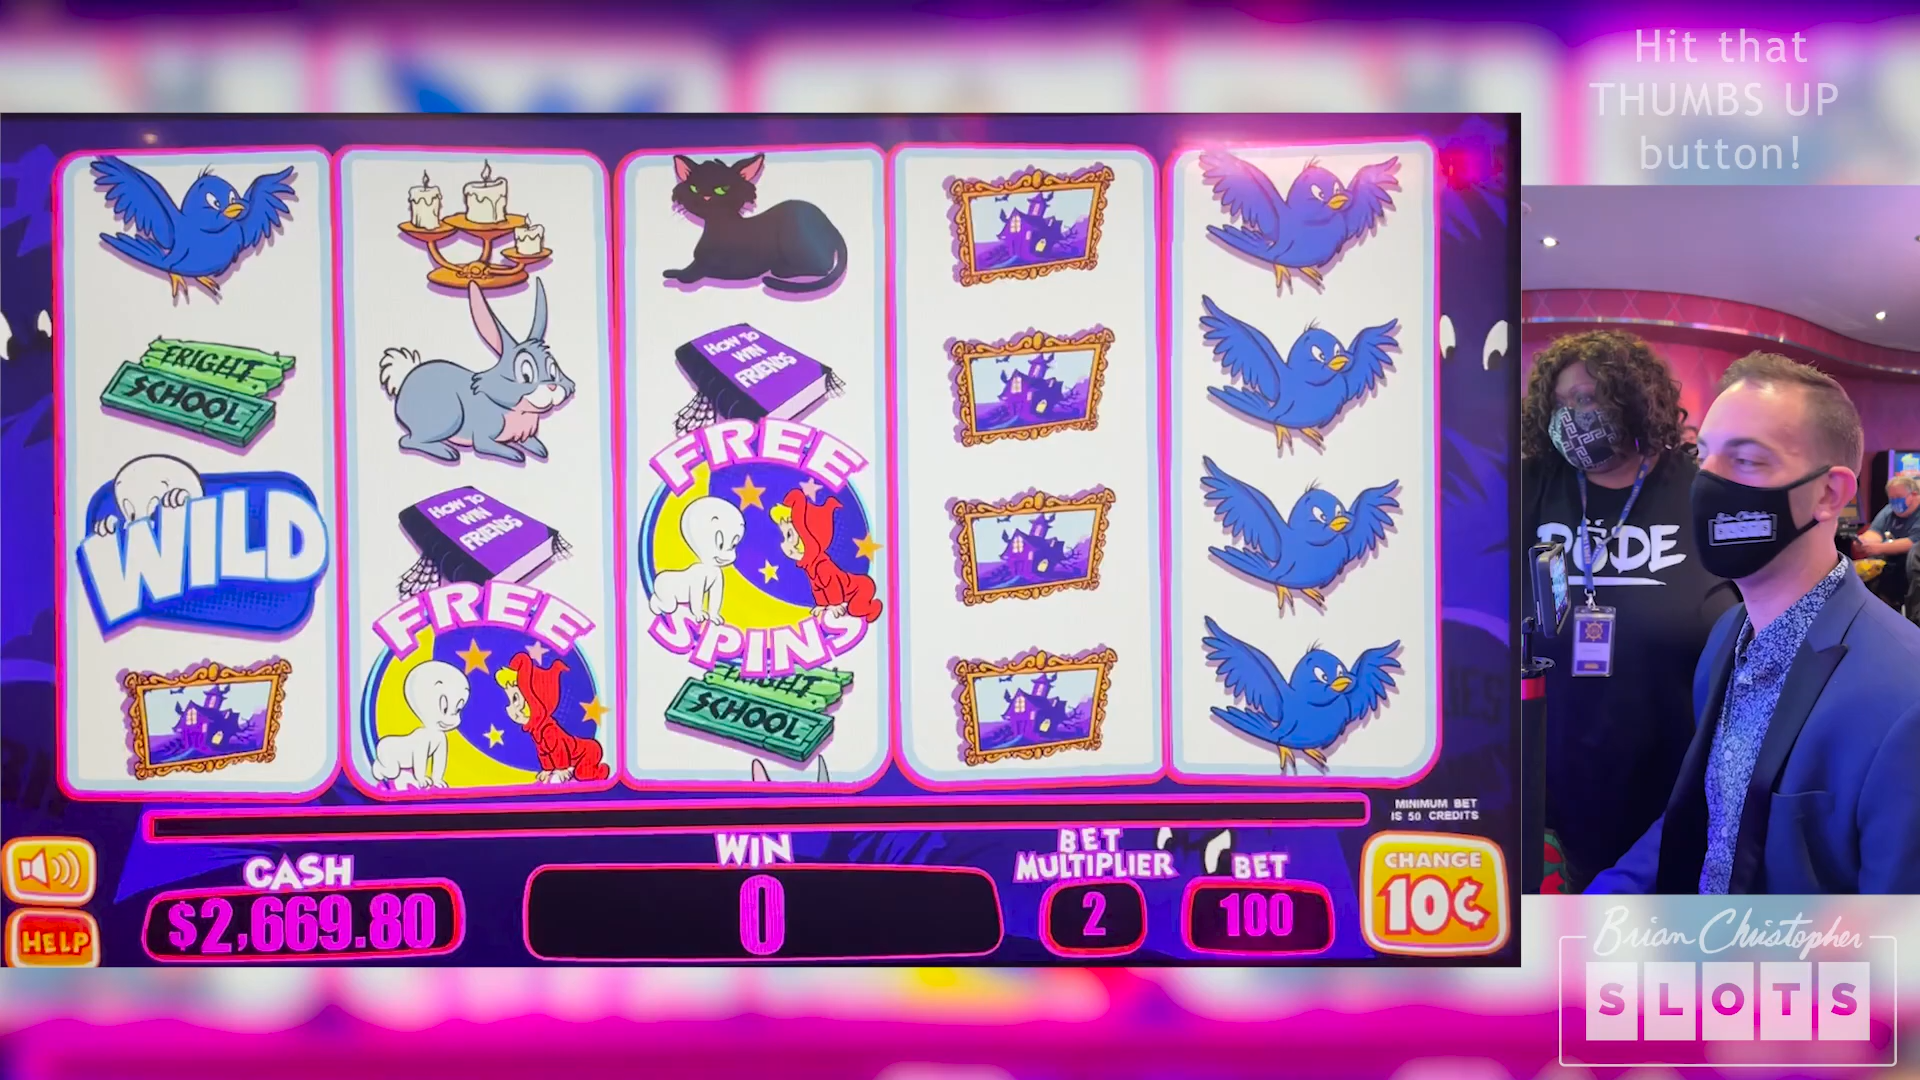 Hit that
THUMBS UP
button!
FRIGHT
SCHOOL
HOW TO
WIN
FRIENDS
WILD
HOW TO
WIN
FRIENDS
FREE
SPINS
FREE
SCHOOL
MINIMUM BET
IS 50 CREDITS
CASH
$2,669.80
WIN
0
BET
MULTIPLIER
2
BET
100
CHANGE
10¢
HELP
DUDE
Brian Christopher
SLOTS